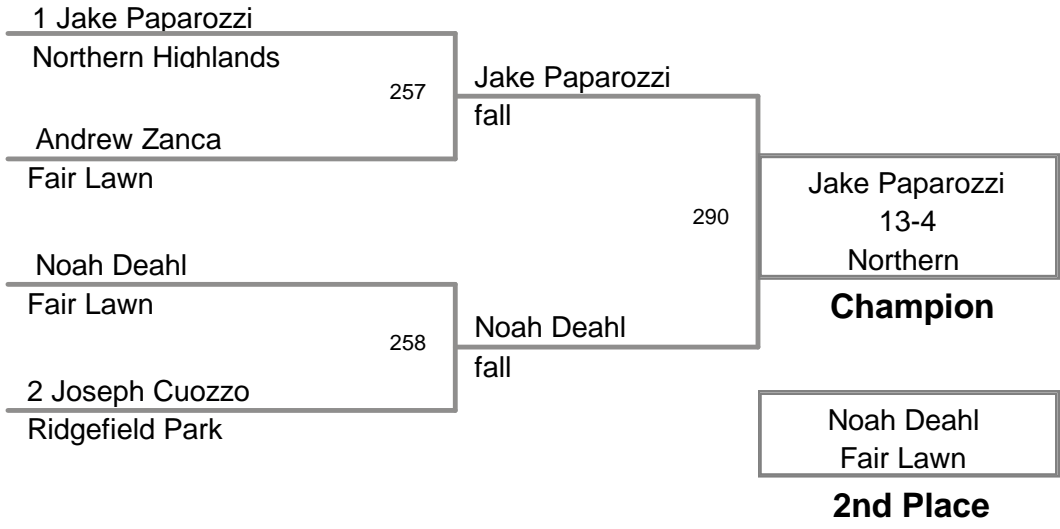 1 Jake Paparozzi
Northern Highlands
257
Jake Paparozzi
fall
Andrew Zanca
Fair Lawn
290
Jake Paparozzi
13-4
Northern
Champion
Noah Deahl
Fair Lawn
258
Noah Deahl
fall
2 Joseph Cuozzo
Ridgefield Park
Noah Deahl
Fair Lawn
2nd Place